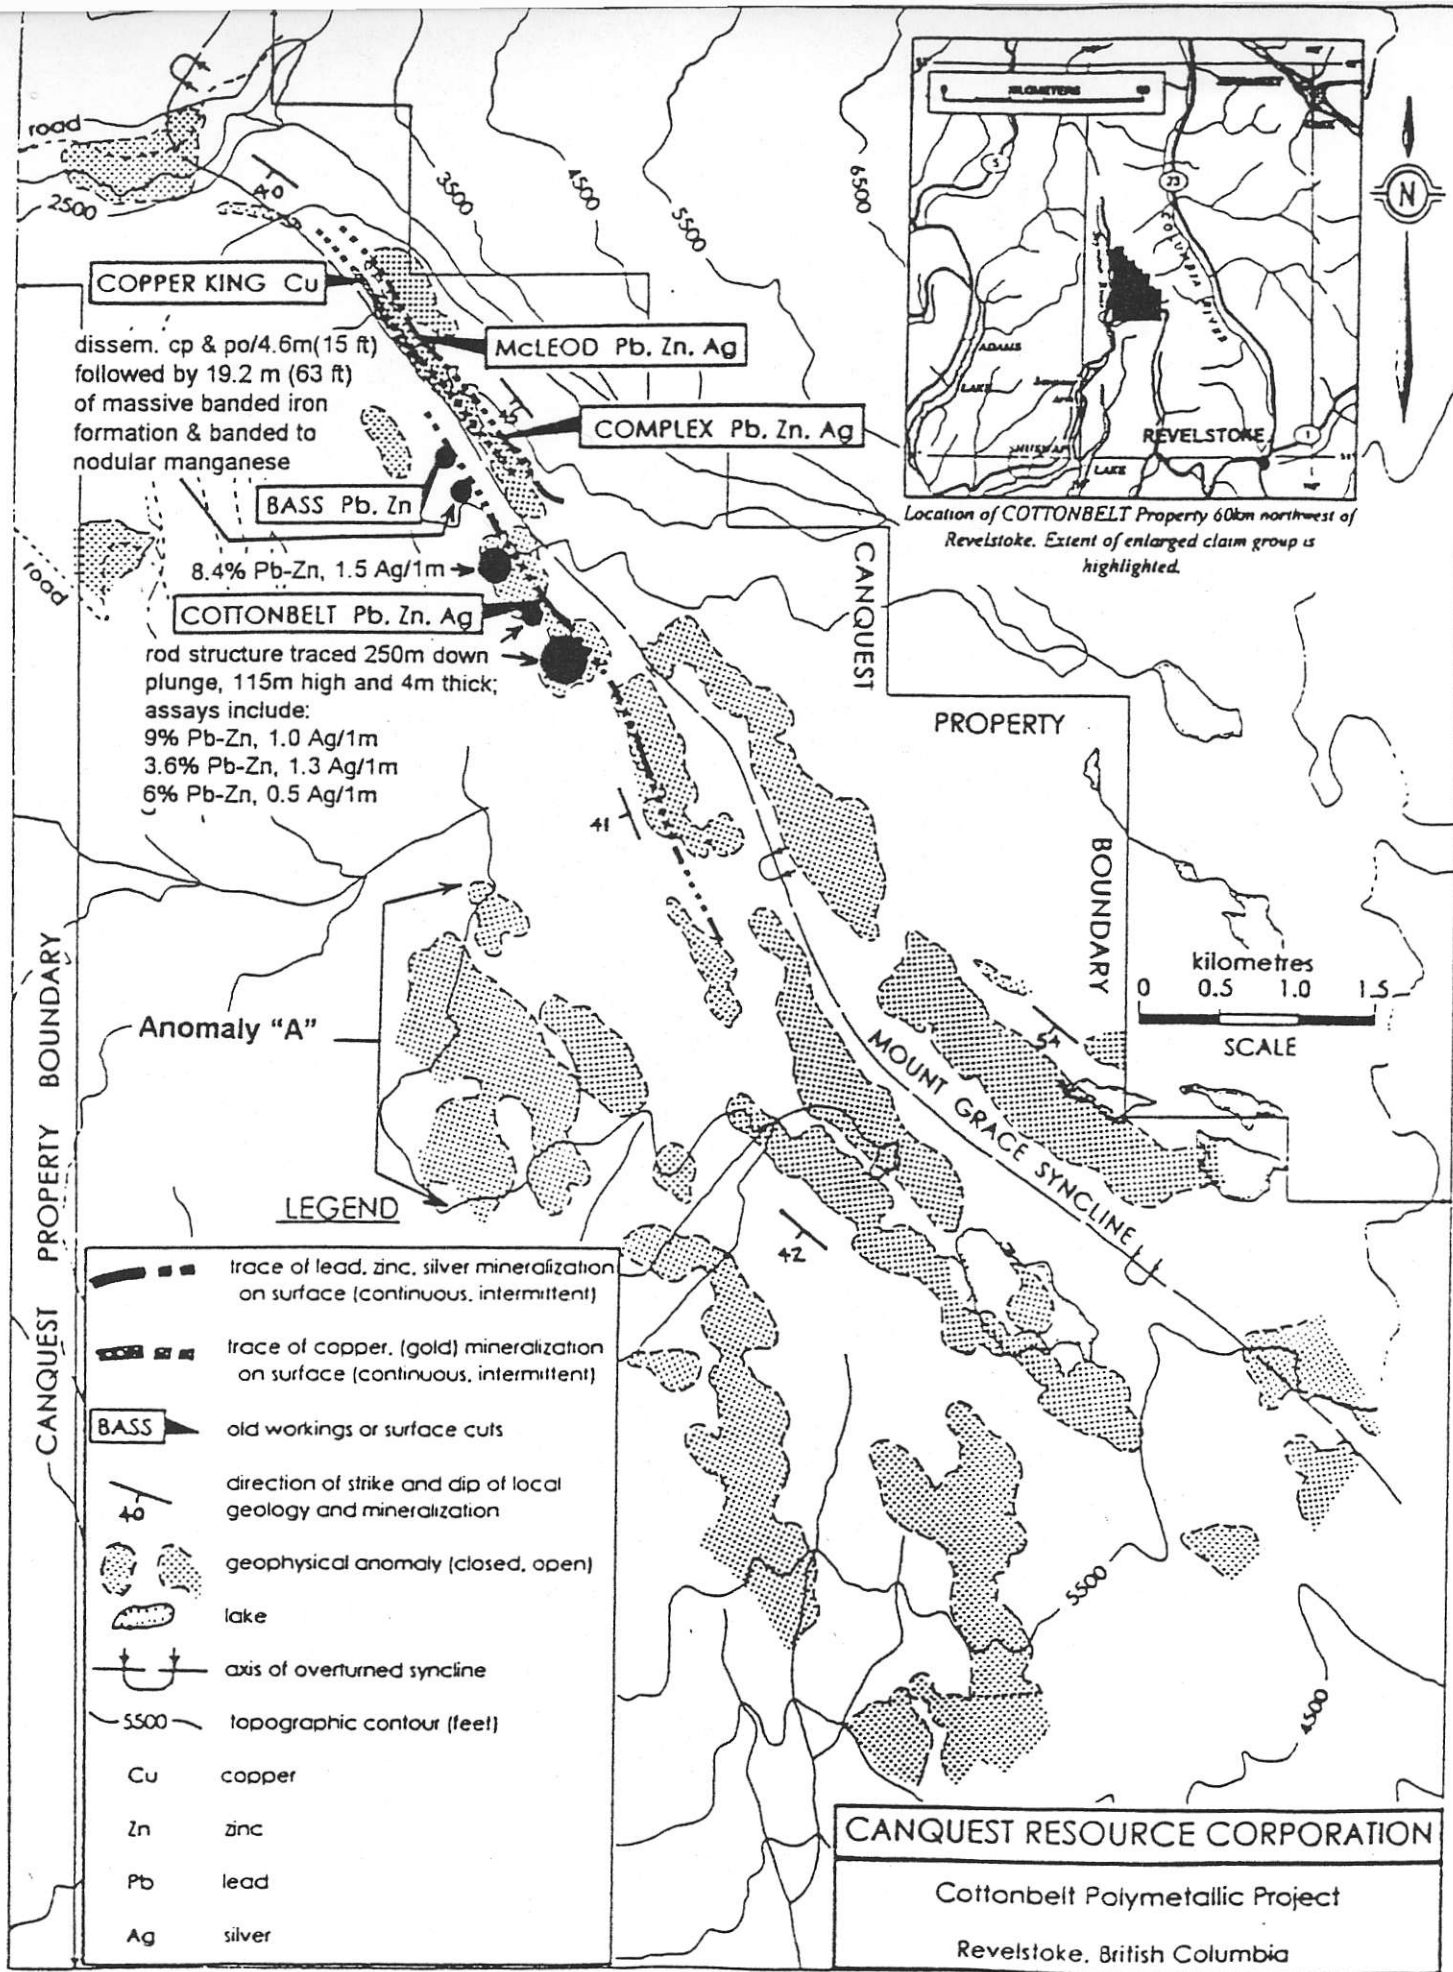 road
2500
40
3500
4500
5500
6500
COPPER KING Cu
dissem. cp & po/4.6m(15 ft)
followed by 19.2 m (63 ft)
of massive banded iron
formation & banded to
nodular manganese
McLEOD Pb. Zn. Ag
45
COMPLEX Pb. Zn. Ag
BASS Pb. Zn
8.4% Pb-Zn, 1.5 Ag/1m
road
COTTONBELT Pb. Zn. Ag
rod structure traced 250m down
plunge, 115m high and 4m thick;
assays include:
9% Pb-Zn, 1.0 Ag/1m
3.6% Pb-Zn, 1.3 Ag/1m
6% Pb-Zn, 0.5 Ag/1m
KILOMETERS
5
23
COLUMBIA RIVER
ADAMS
LAKE
SHUSWAP
LAKE
REVELSTOKE
1
N
Location of COTTONBELT Property 60km northwest of
Revelstoke. Extent of enlarged claim group is
highlighted.
CANQUEST
PROPERTY
BOUNDARY
41
kilometres
0 0.5 1.0 1.5
SCALE
54
Anomaly "A"
MOUNT GRACE SYNCLINE
42
CANQUEST PROPERTY BOUNDARY
5500
4500
LEGEND
trace of lead, zinc, silver mineralization
on surface (continuous, intermittent)
trace of copper, (gold) mineralization
on surface (continuous, intermittent)
BASS
old workings or surface cuts
40
direction of strike and dip of local
geology and mineralization
geophysical anomaly (closed, open)
lake
axis of overturned syncline
5500
topographic contour (feet)
Cu copper
Zn zinc
Pb lead
Ag silver
CANQUEST RESOURCE CORPORATION
Cottonbelt Polymetallic Project
Revelstoke, British Columbia